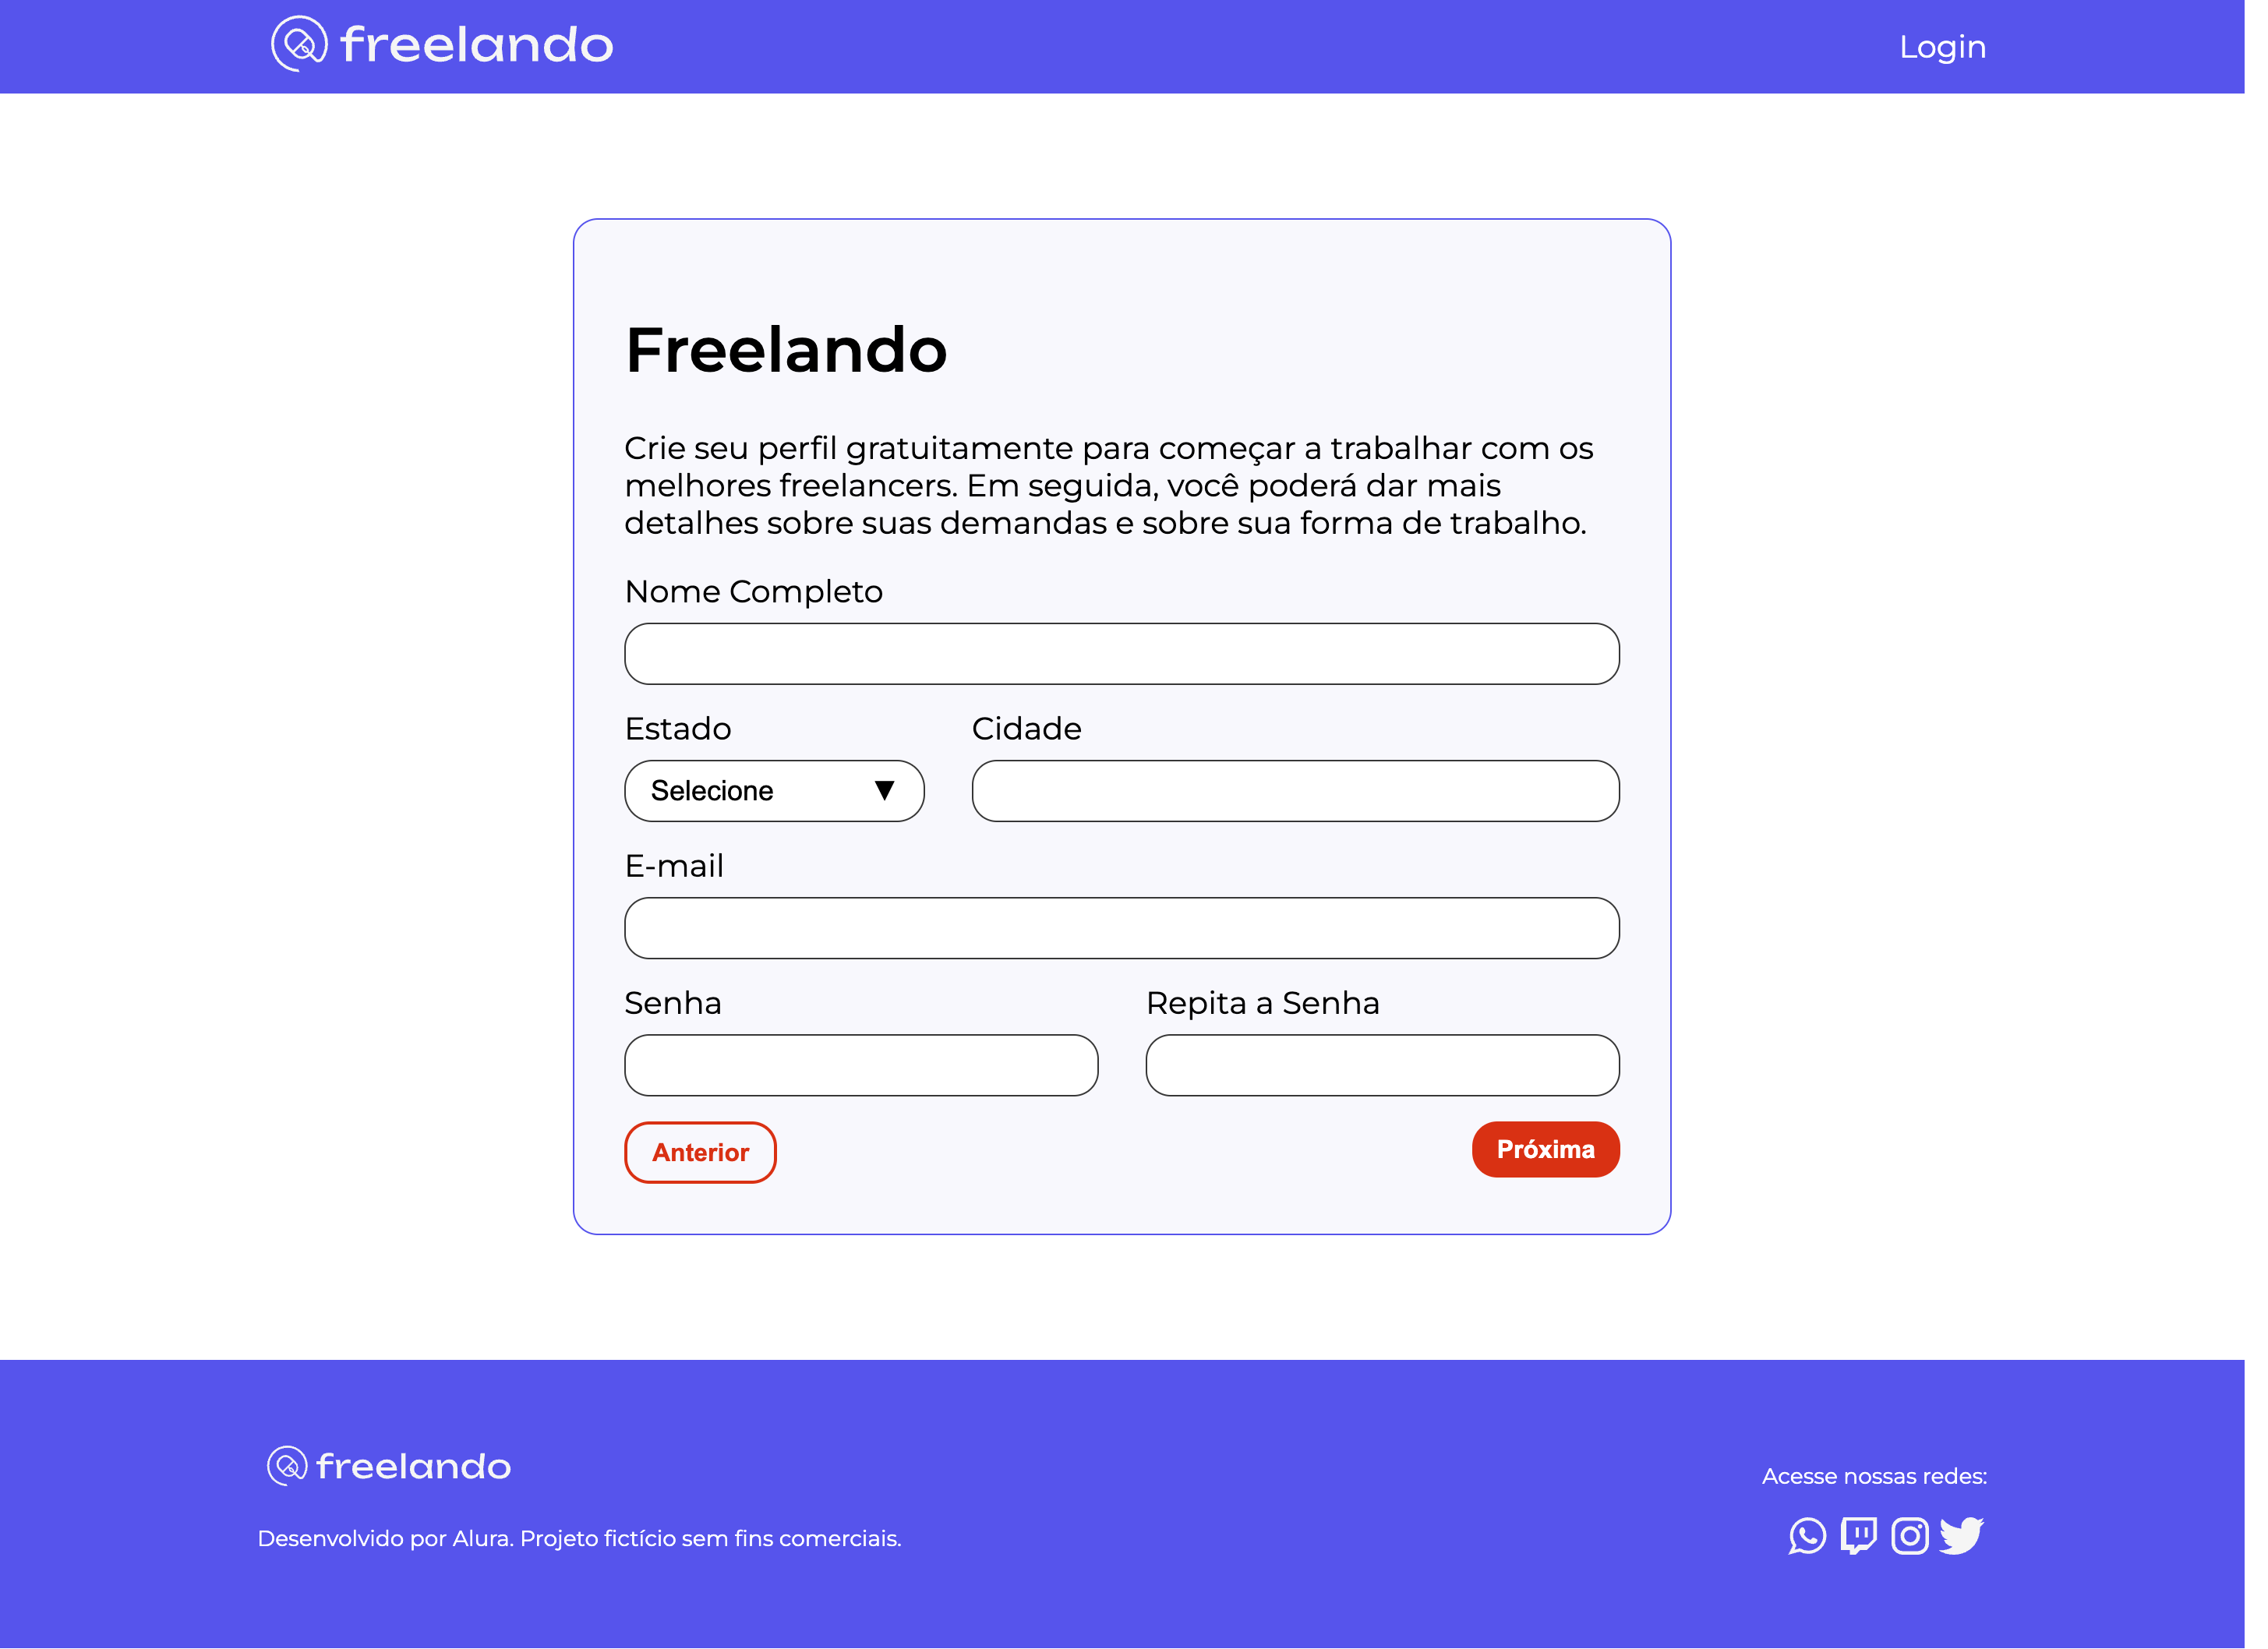 freelando
Login
Freelando
Crie seu perfil gratuitamente para começar a trabalhar com os
melhores freelancers. Em seguida, você poderá dar mais
detalhes sobre suas demandas e sobre sua forma de trabalho.
Nome Completo
Estado
Cidade
Selecione ▼
E-mail
Senha
Repita a Senha
Anterior
Próxima
freelando
Desenvolvido por Alura. Projeto fictício sem fins comerciais.
Acesse nossas redes: